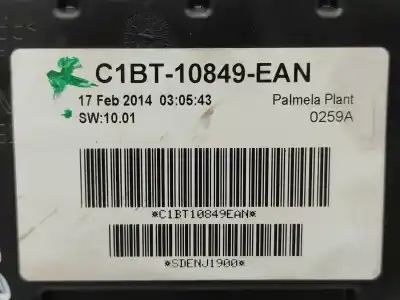 C1BT-10849-EAN
17 Feb 2014 03:05:43 Palmela Plant
SW:10.01 0259A
*C1BT10849EAN*
*SDENJ1900*